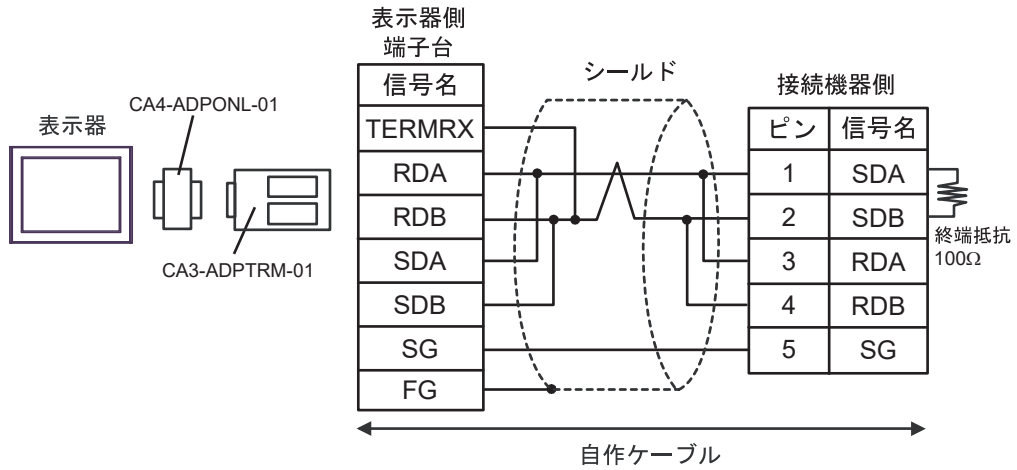 表示器側
端子台
信号名
TERMRX
RDA
RDB
SDA
SDB
SG
FG
シールド
接続機器側
ピン 信号名
1 SDA
2 SDB
3 RDA
4 RDB
5 SG
終端抵抗
100Ω
表示器
CA4-ADPONL-01
CA3-ADPTRM-01
自作ケーブル